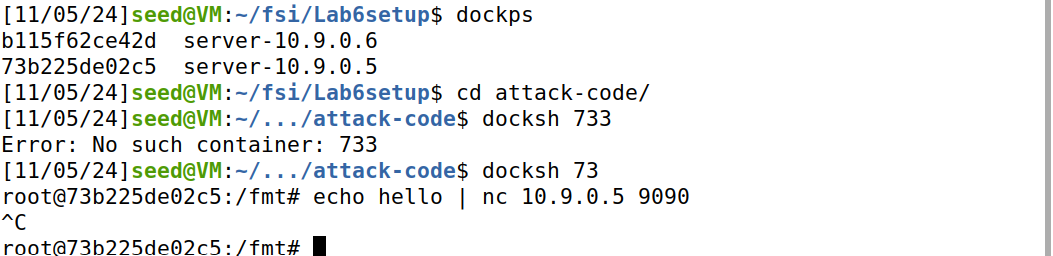 [11/05/24]seed@VM:~/fsi/Lab6setup$ dockps
b115f62ce42d  server-10.9.0.6
73b225de02c5  server-10.9.0.5
[11/05/24]seed@VM:~/fsi/Lab6setup$ cd attack-code/
[11/05/24]seed@VM:~/.../attack-code$ docksh 733
Error: No such container: 733
[11/05/24]seed@VM:~/.../attack-code$ docksh 73
root@73b225de02c5:/fmt# echo hello | nc 10.9.0.5 9090
^C
root@73b225de02c5:/fmt#